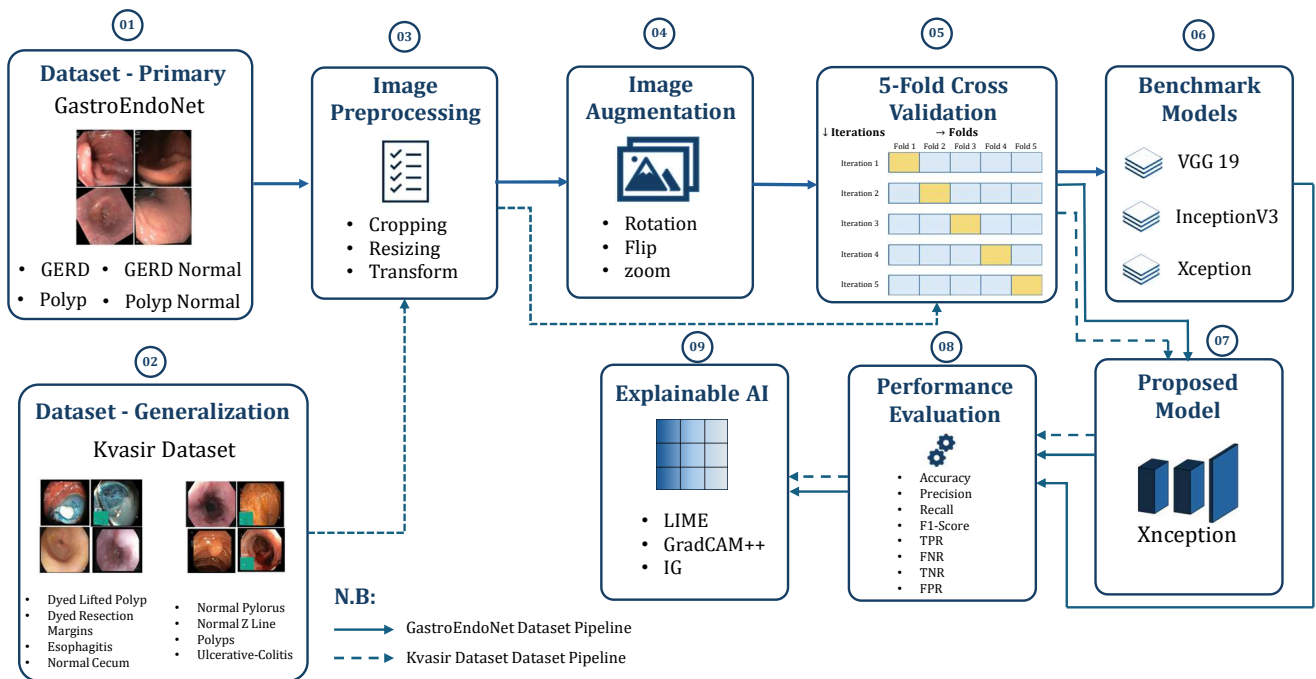 01
Dataset - Primary
GastroEndoNet
• GERD
• GERD Normal
• Polyp
• Polyp Normal
02
Dataset - Generalization
Kvasir Dataset
• Dyed Lifted Polyp
• Dyed Resection
Margins
• Esophagitis
• Normal Cecum
• Normal Pylorus
• Normal Z Line
• Polyps
• Ulcerative-Colitis
03
Image
Preprocessing
• Cropping
• Resizing
• Transform
04
Image
Augmentation
• Rotation
• Flip
• zoom
05
5-Fold Cross
Validation
↓ Iterations
→ Folds
Fold 1 Fold 2 Fold 3 Fold 4 Fold 5
Iteration 1
Iteration 2
Iteration 3
Iteration 4
Iteration 5
06
Benchmark
Models
VGG 19
InceptionV3
Xception
07
Proposed
Model
Xnception
08
Performance
Evaluation
• Accuracy
• Precision
• Recall
• F1-Score
• TPR
• FNR
• TNR
• FPR
09
Explainable AI
• LIME
• GradCAM++
• IG
N.B:
GastroEndoNet Dataset Pipeline
Kvasir Dataset Dataset Pipeline